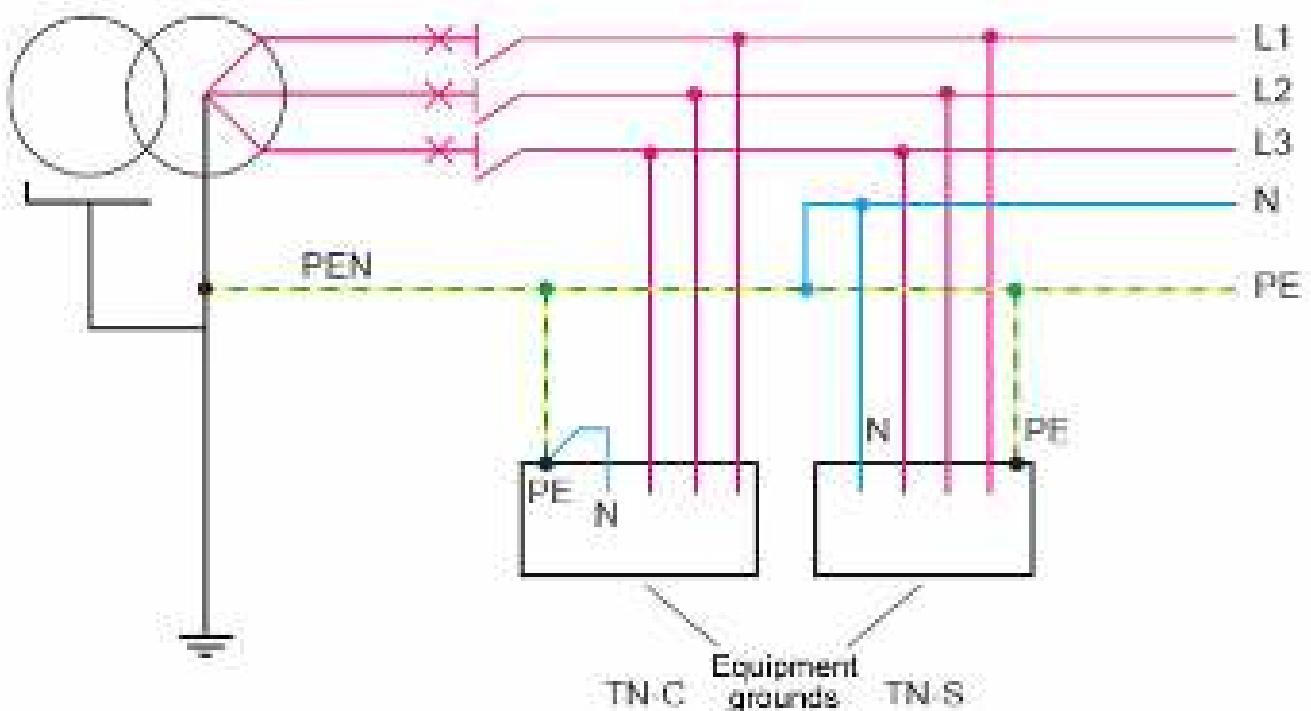 L1
L2
L3
N
PEN
PE
N
PE
PE
N
Equipment
grounds
TN-C
TN-S